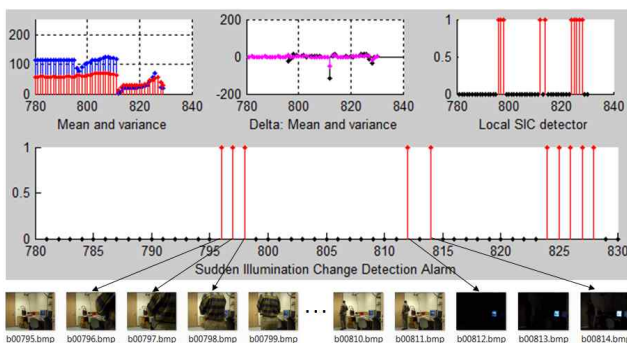 200
100
0
780 800 820 840
Mean and variance
200
0
-200
780 800 820 840
Delta: Mean and variance
1
0.5
0
780 800 820 840
Local SIC detector
1
0.5
0
780 785 790 795 800 805 810 815 820 825 830
Sudden Illumination Change Detection Alarm
...
b00795.bmp b00796.bmp b00797.bmp b00798.bmp b00799.bmp b00810.bmp b00811.bmp b00812.bmp b00813.bmp b00814.bmp